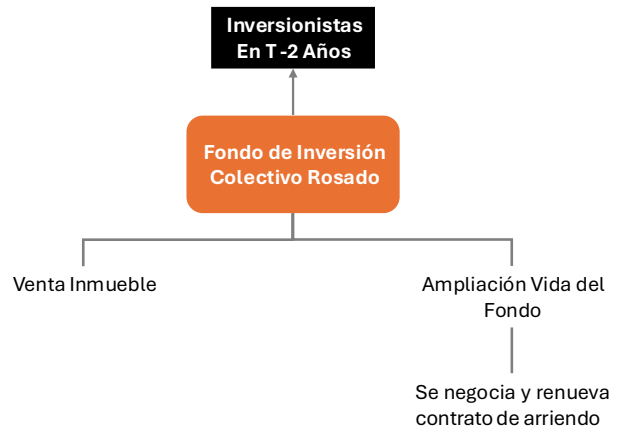 Inversionistas
En T -2 Años
Fondo de Inversión
Colectivo Rosado
Venta Inmueble
Ampliación Vida del
Fondo
Se negocia y renueva
contrato de arriendo